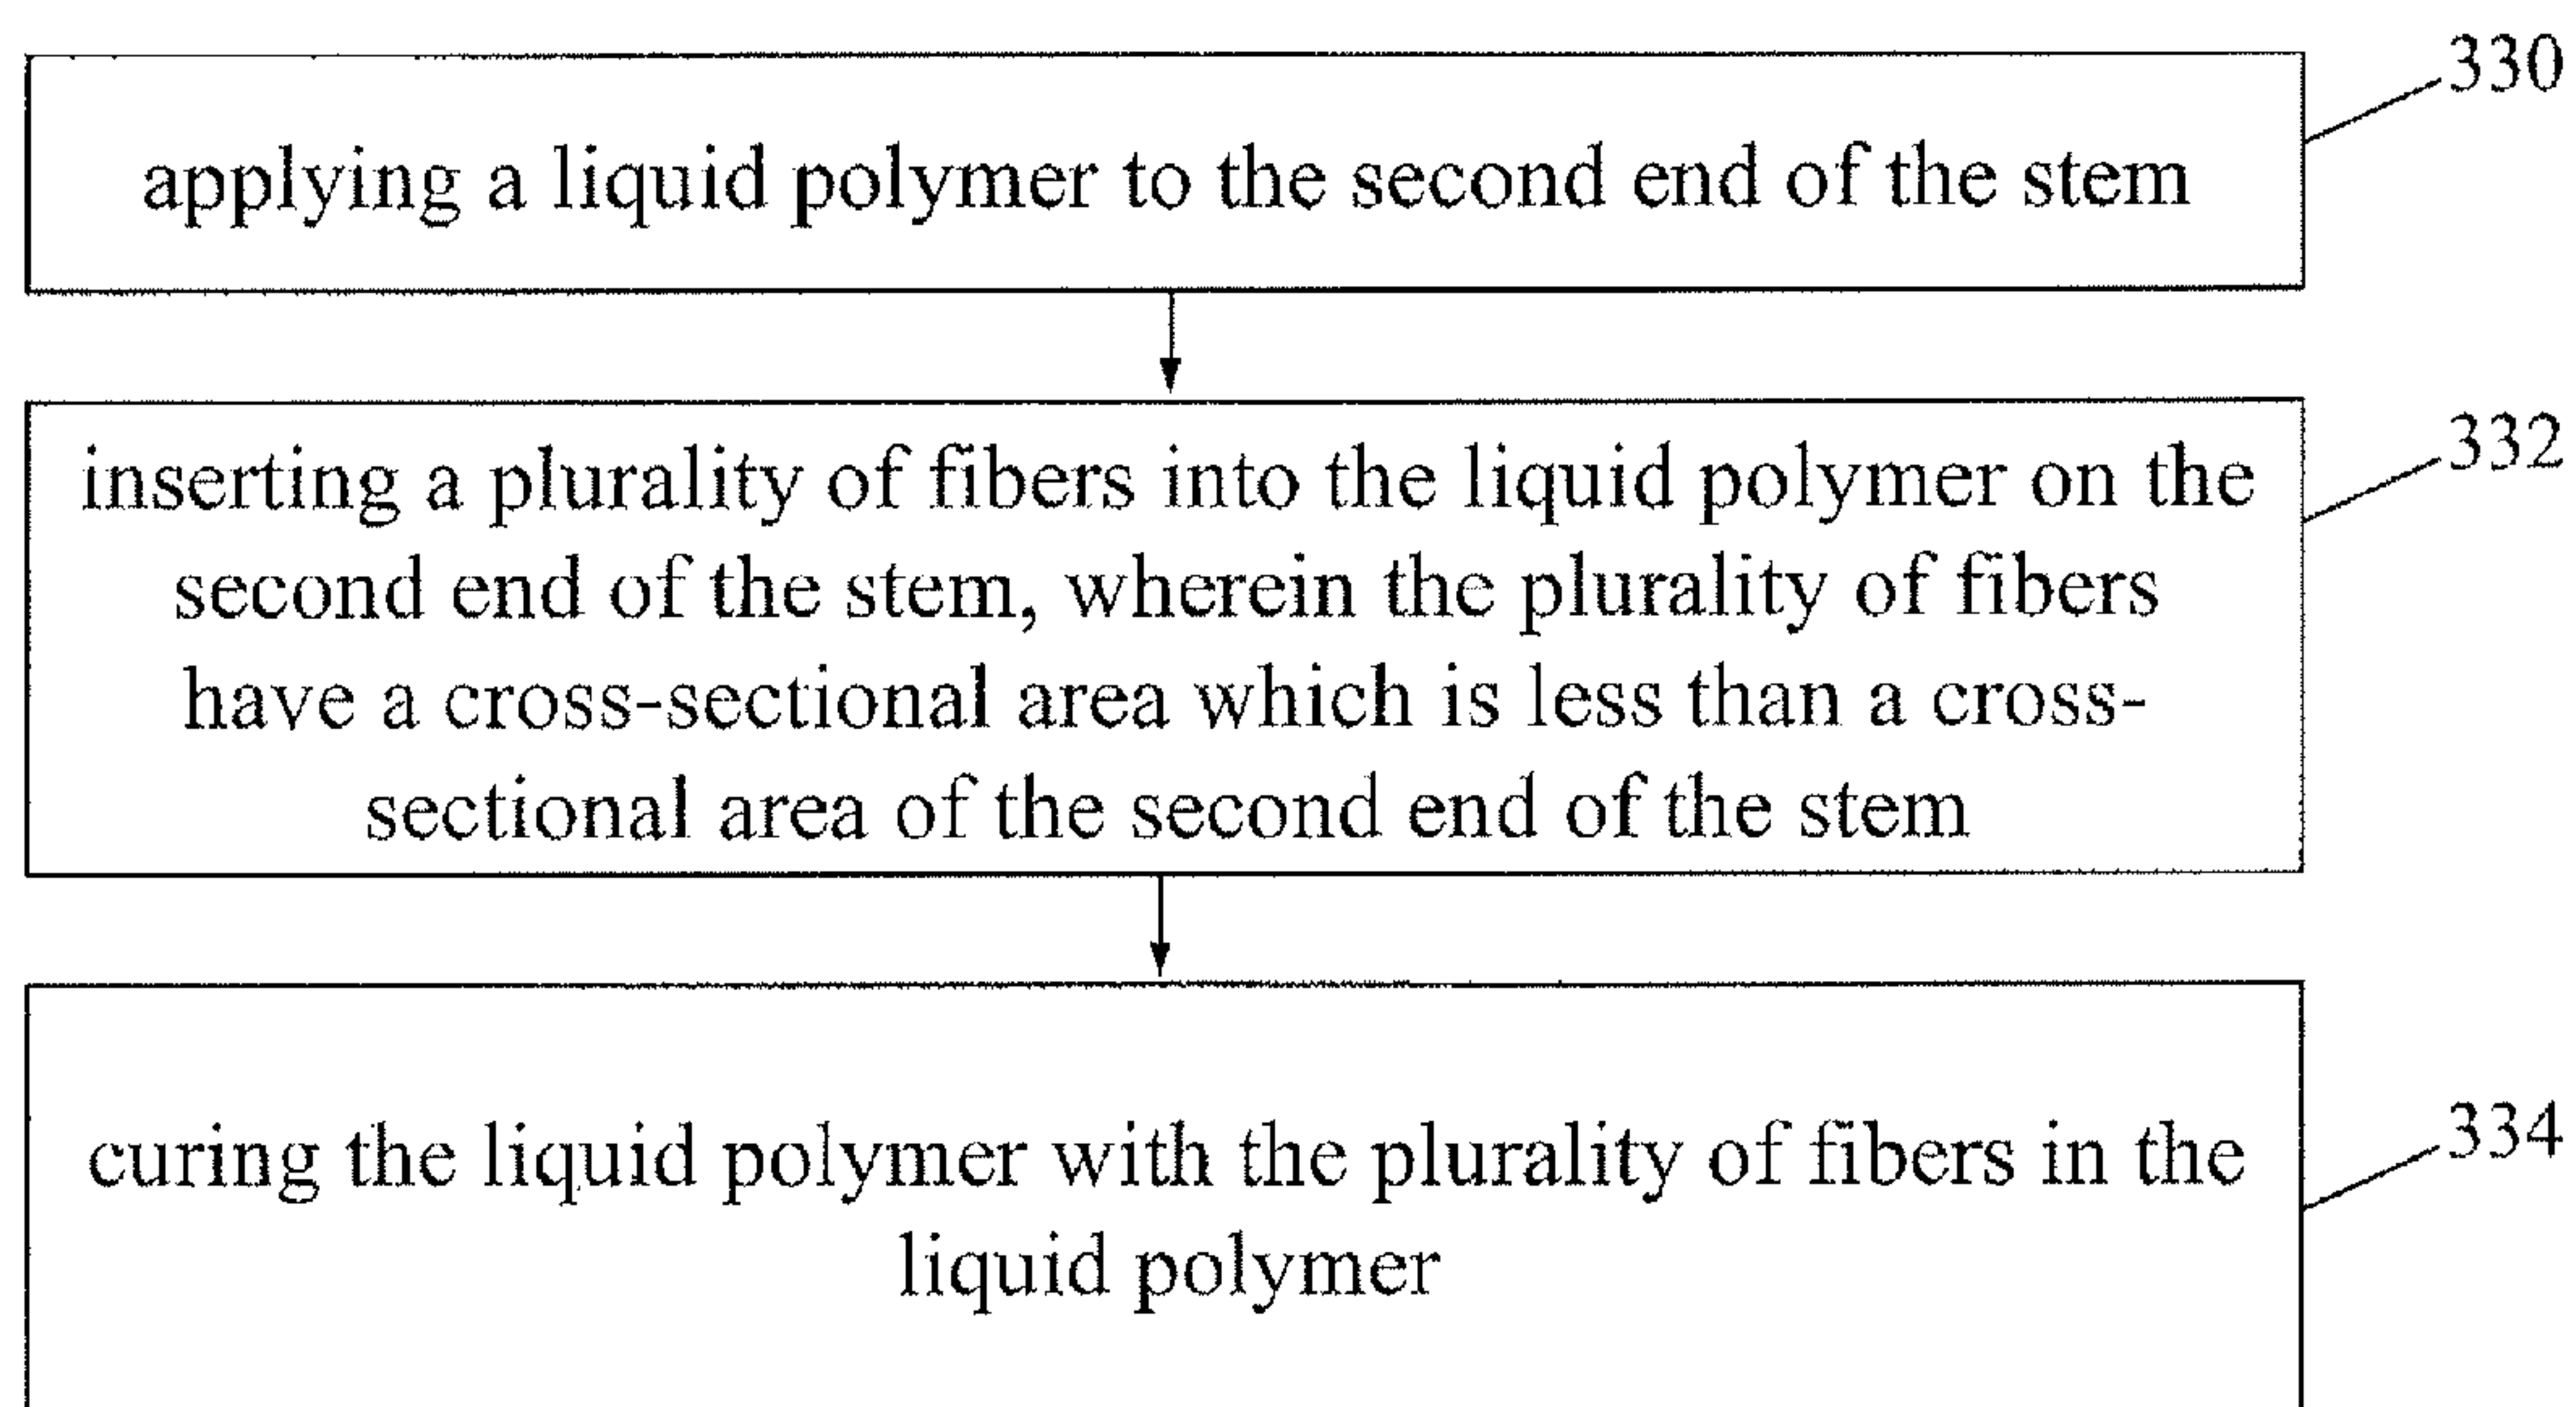 330
applying a liquid polymer to the second end of the stem
332
inserting a plurality of fibers into the liquid polymer on the
second end of the stem, wherein the plurality of fibers
have a cross-sectional area which is less than a cross-
sectional area of the second end of the stem
334
curing the liquid polymer with the plurality of fibers in the
liquid polymer